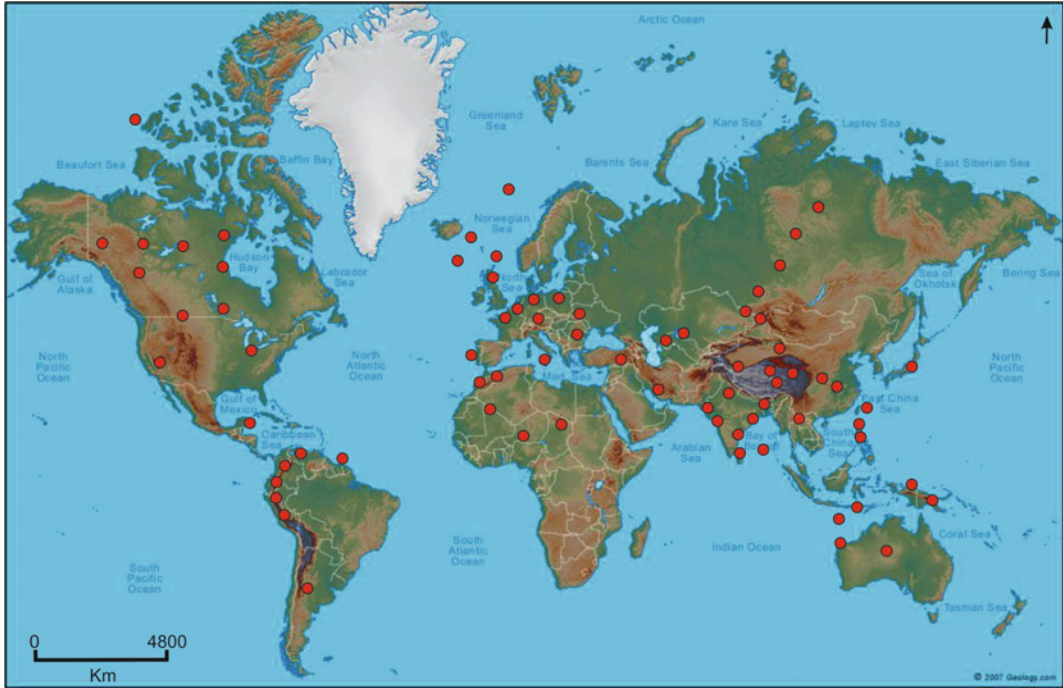 Arctic Ocean
Greenland
Sea
Kara Sea
Laptev Sea
Beaufort Sea
Baffin Bay
Barents Sea
East Siberian Sea
Norwegian
Sea
Hudson
Bay
Labrador
Sea
Gulf of
Alaska
North
Sea
Sea of
Okhotsk
Bering Sea
North
Pacific
Ocean
North
Atlantic
Ocean
Med. Sea
North
Pacific
Ocean
Gulf of
Mexico
Caribbean
Sea
Arabian
Sea
Bay of
Bengal
East China
Sea
South
China
Sea
South
Atlantic
Ocean
Indian Ocean
Coral Sea
South
Pacific
Ocean
Tasman Sea
0 4800
Km
© 2007 Geology.com